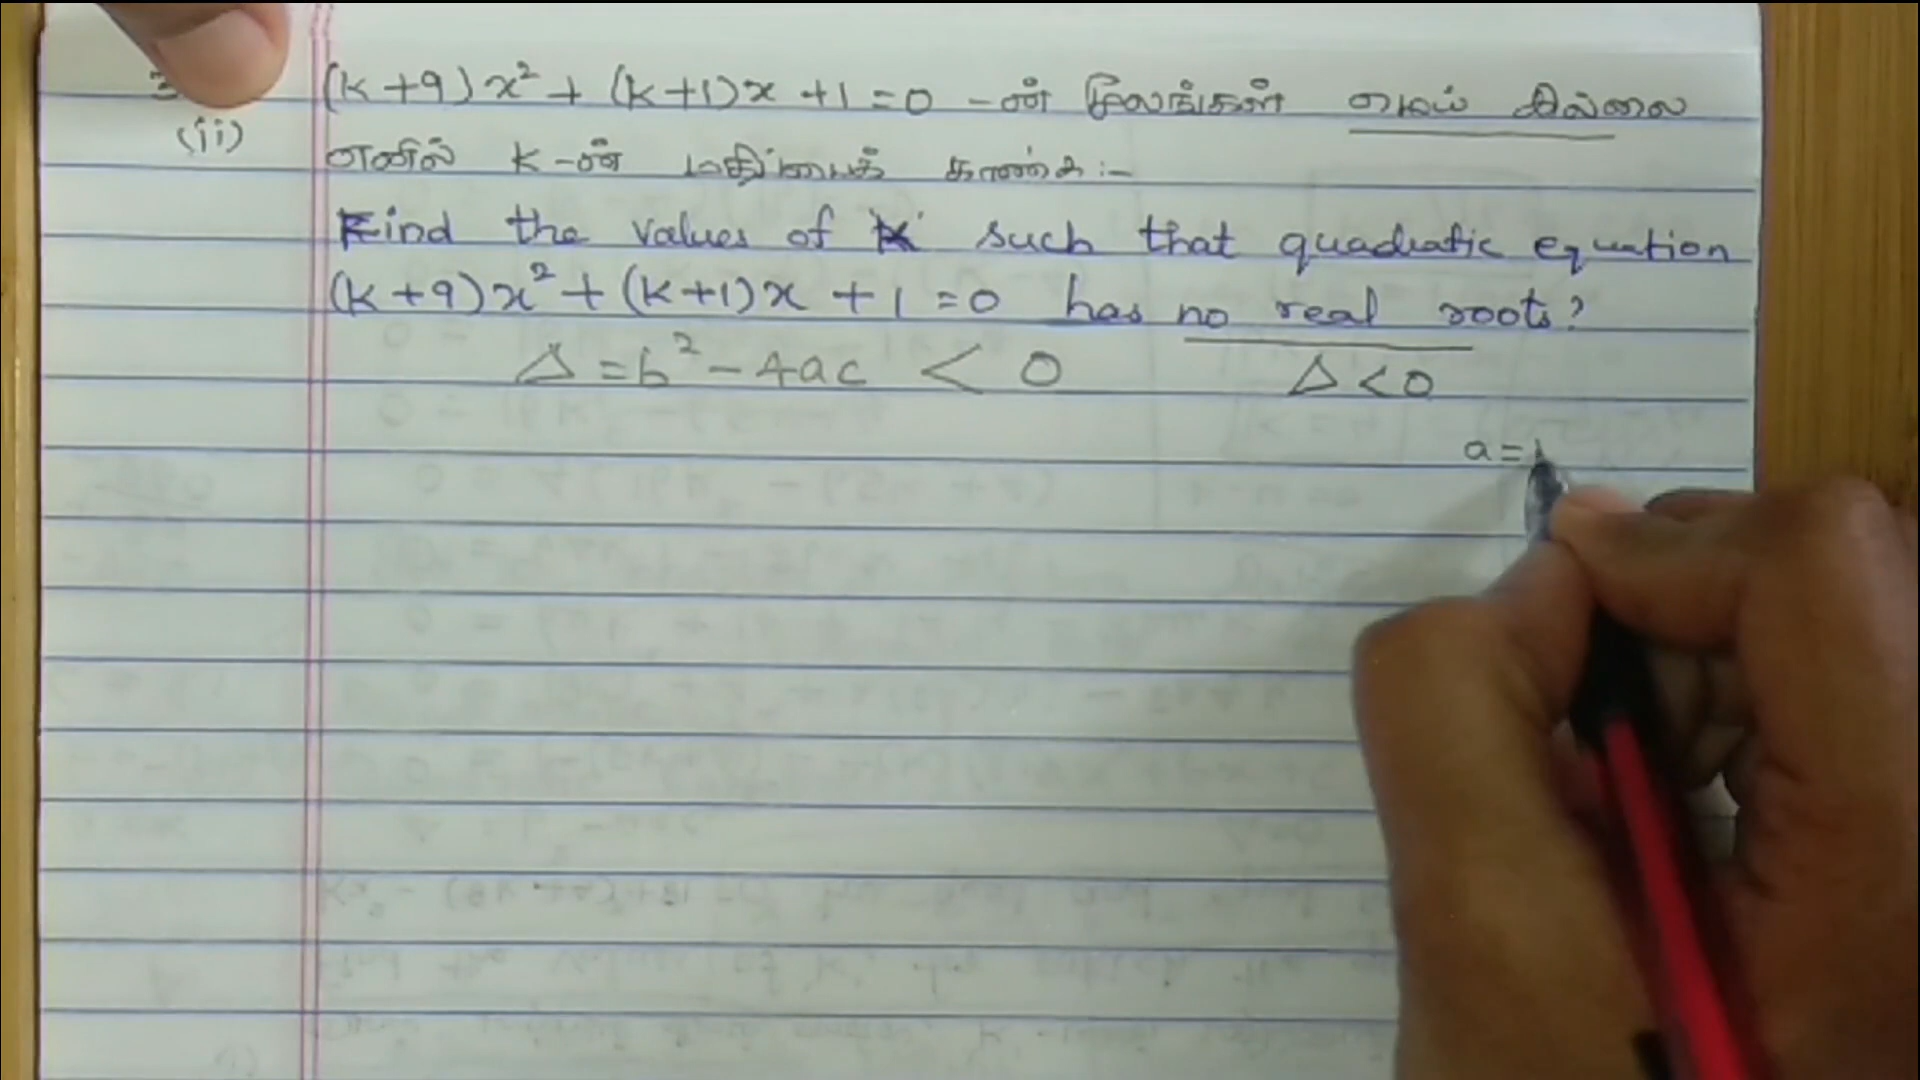 (k+9)x² + (k+1)x +1=0 -ன் மூலங்கள் மெய் இல்லை
(ii) எனில் k-ன் மதிப்பைக் காண்க :-
Find the values of k such that quadratic equation
(k+9)x² + (k+1)x + 1 = 0 has no real roots?
Δ = b² - 4ac < 0 Δ < 0
a =